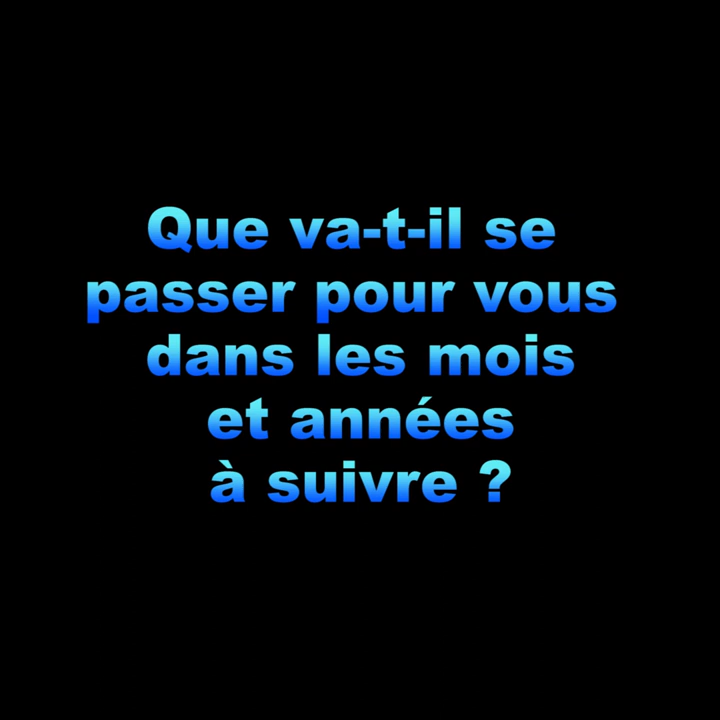 Que va-t-il se
passer pour vous
dans les mois
et années
à suivre ?